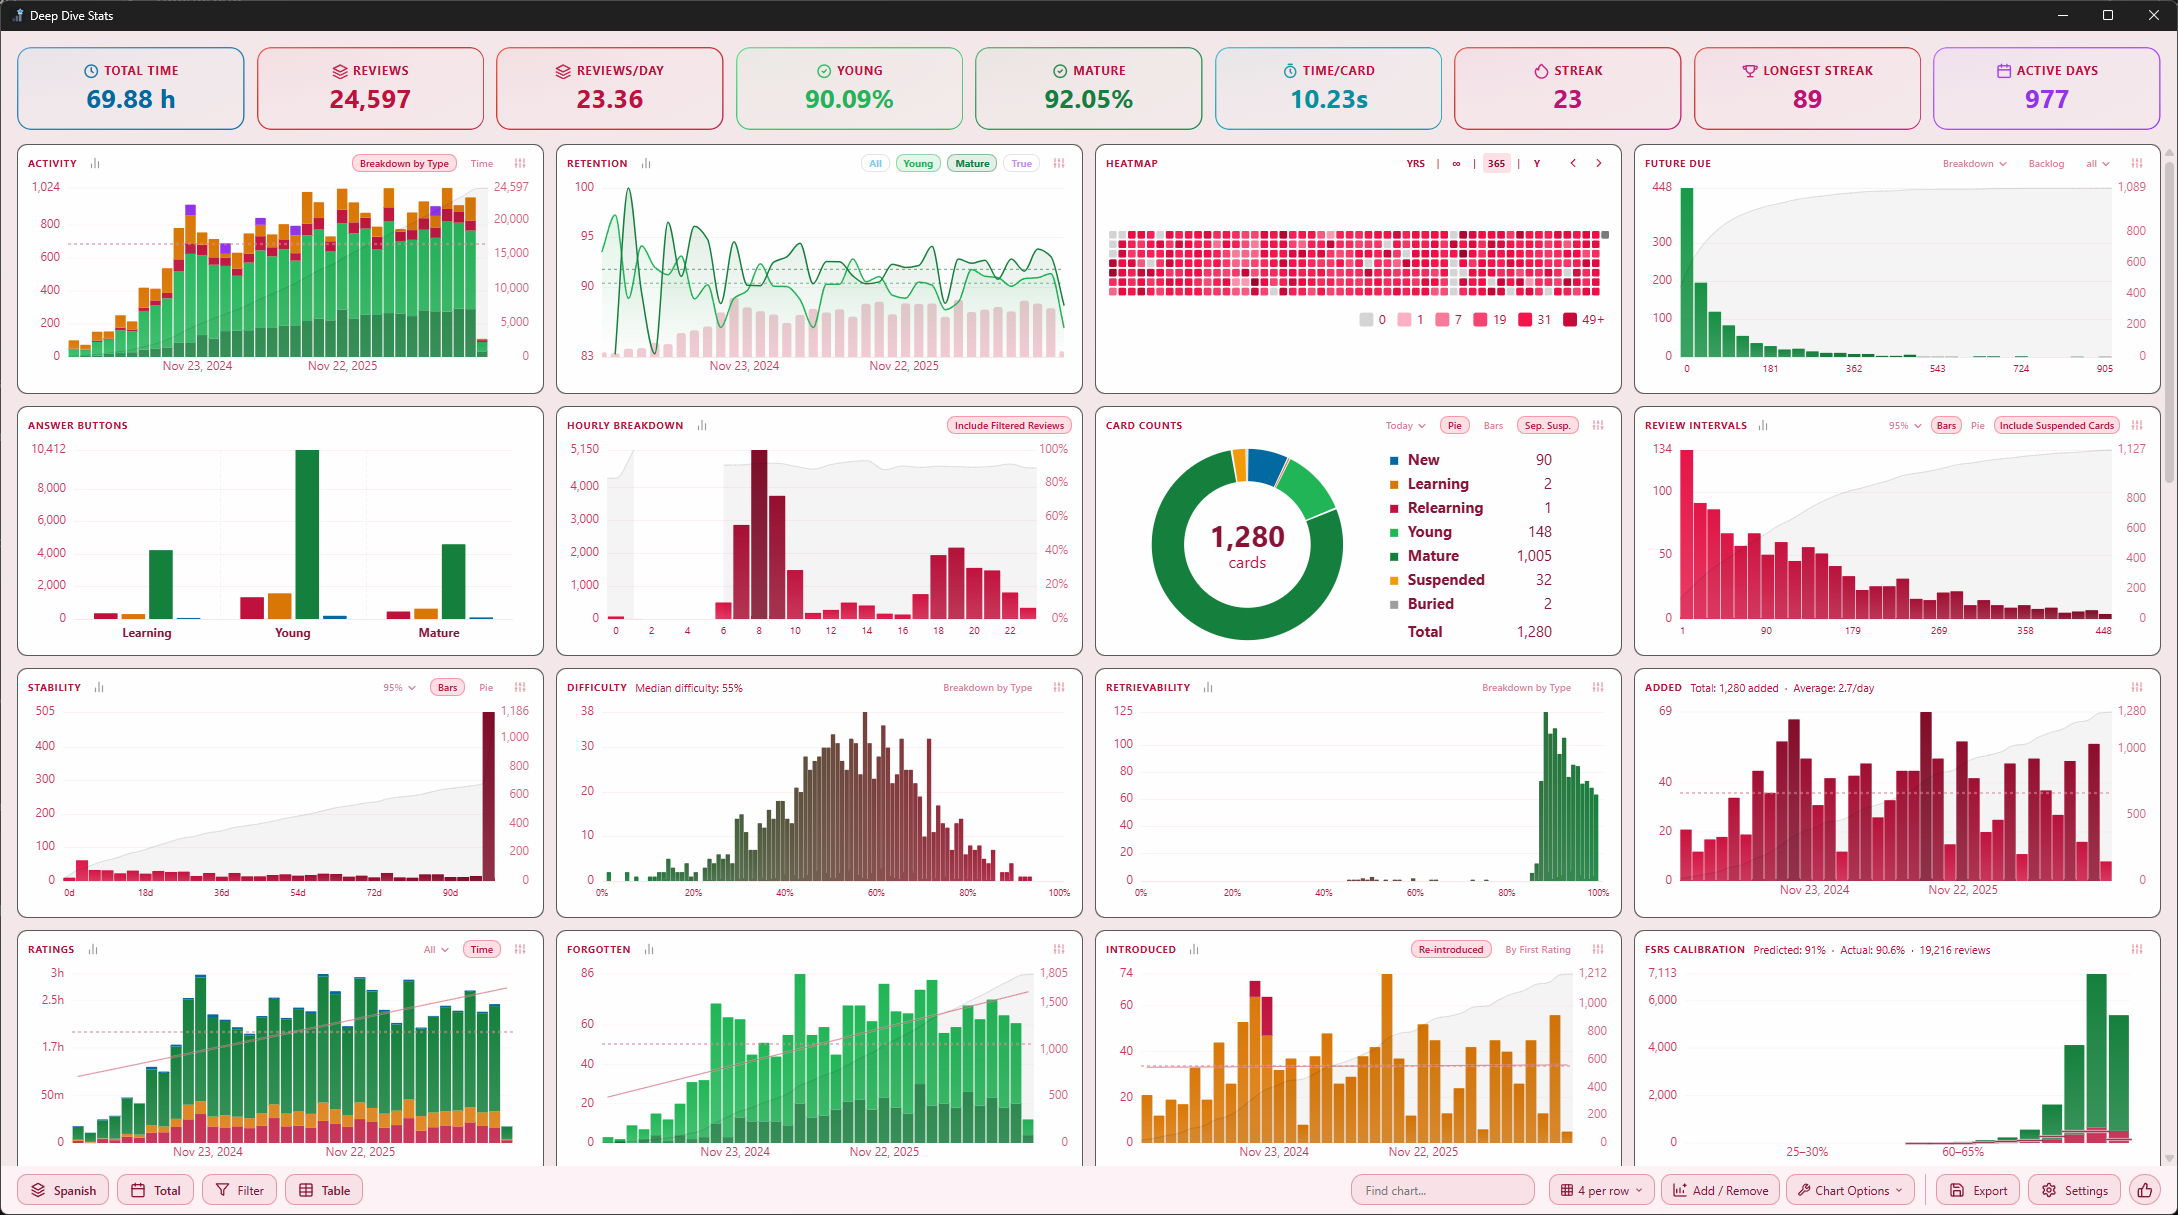 Deep Dive Stats
TOTAL TIME
69.88 h
REVIEWS
24,597
REVIEWS/DAY
23.36
YOUNG
90.09%
MATURE
92.05%
TIME/CARD
10.23s
STREAK
23
LONGEST STREAK
89
ACTIVE DAYS
977
ACTIVITY Breakdown by Type Time
1,024 24,597
800 20,000
15,000
600
400 10,000
200 5,000
0 0
Nov 23, 2024 Nov 22, 2025
RETENTION All Young Mature True
100
95
90
83
Nov 23, 2024 Nov 22, 2025
HEATMAP YRS | ∞ | 365 | Y
0 1 7 19 31 49+
FUTURE DUE Breakdown Backlog all
448 1,089
800
300
600
200
400
100 200
0 0
0 181 362 543 724 905
ANSWER BUTTONS
10,412
8,000
6,000
4,000
2,000
0
Learning Young Mature
HOURLY BREAKDOWN Include Filtered Reviews
5,150 100%
4,000 80%
3,000 60%
2,000 40%
1,000 20%
0 0%
0 2 4 6 8 10 12 14 16 18 20 22
CARD COUNTS Today Pie Bars Sep. Susp.
1,280
cards
New 90
Learning 2
Relearning 1
Young 148
Mature 1,005
Suspended 32
Buried 2
Total 1,280
REVIEW INTERVALS 95% Bars Pie Include Suspended Cards
134 1,127
100 800
600
50 400
200
0 0
1 90 179 269 358 448
STABILITY 95% Bars Pie
505 1,186
400 1,000
300 800
600
200
400
100 200
0 0
0d 18d 36d 54d 72d 90d
DIFFICULTY Median difficulty: 55% Breakdown by Type
38
30
20
10
0
0% 20% 40% 60% 80% 100%
RETRIEVABILITY Breakdown by Type
125
100
80
60
40
20
0
0% 20% 40% 60% 80% 100%
ADDED Total: 1,280 added · Average: 2.7/day
69 1,280
1,000
40
500
20
0 0
Nov 23, 2024 Nov 22, 2025
RATINGS All Time
3h
2.5h
1.7h
50m
0
Nov 23, 2024 Nov 22, 2025
FORGOTTEN
86 1,805
1,500
60
1,000
40
500
20
0 0
Nov 23, 2024 Nov 22, 2025
INTRODUCED Re-introduced By First Rating
74 1,212
60 1,000
800
40
600
400
20
200
0 0
Nov 23, 2024 Nov 22, 2025
FSRS CALIBRATION Predicted: 91% · Actual: 90.6% · 19,216 reviews
7,113
6,000
4,000
2,000
0
25–30% 60–65%
Spanish Total Filter Table Find chart... 4 per row Add / Remove Chart Options Export Settings